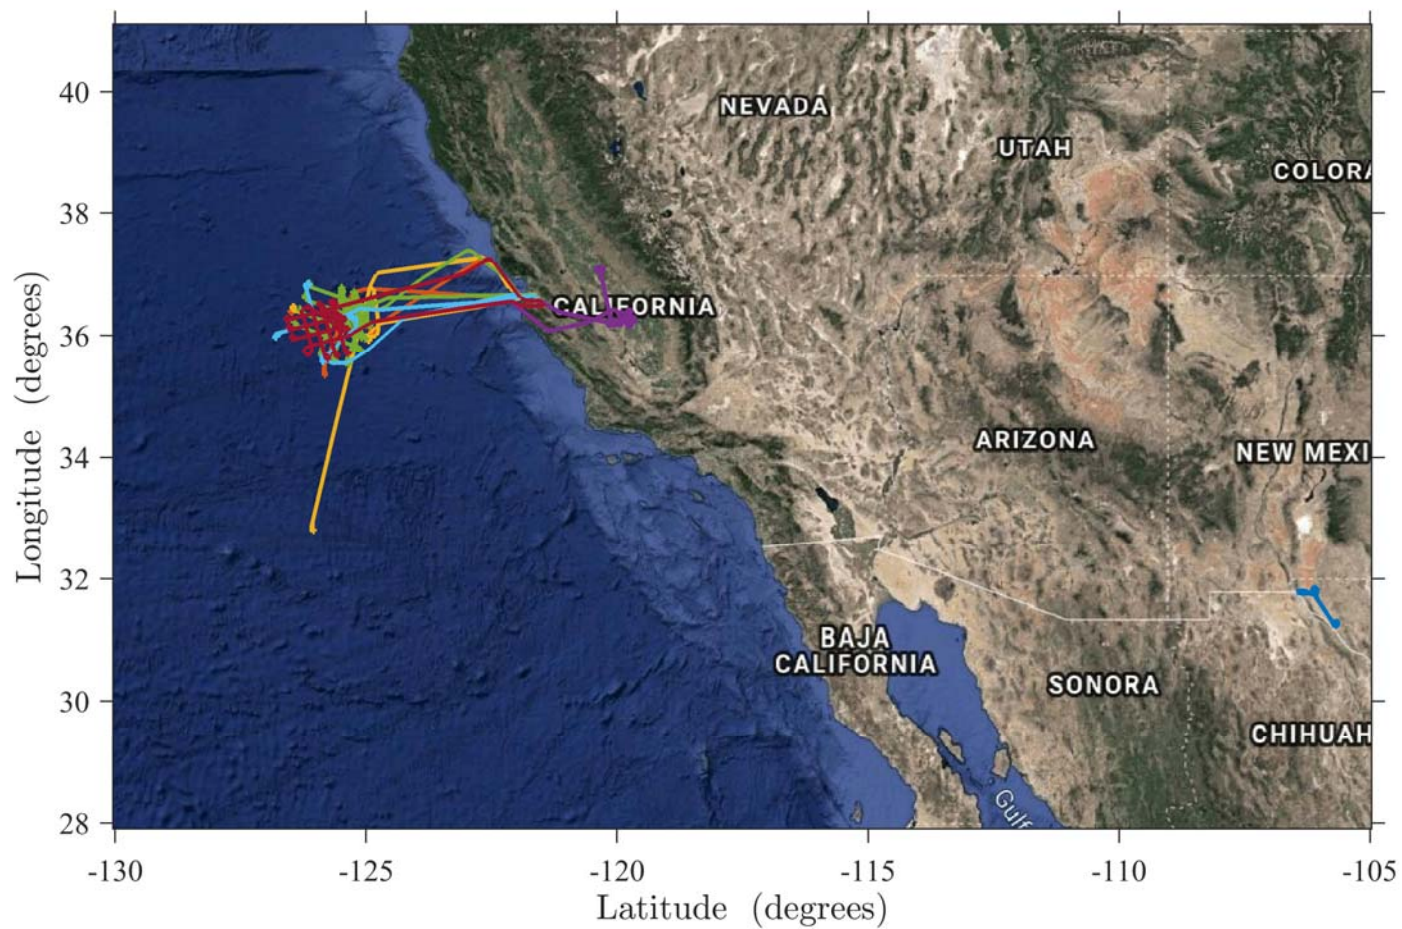 40
38
36
34
32
30
28
Longitude (degrees)
NEVADA
UTAH
COLORA
CALIFORNIA
ARIZONA
NEW MEXI
BAJA
CALIFORNIA
SONORA
CHIHUAH
Gulf
-130 -125 -120 -115 -110 -105
Latitude (degrees)